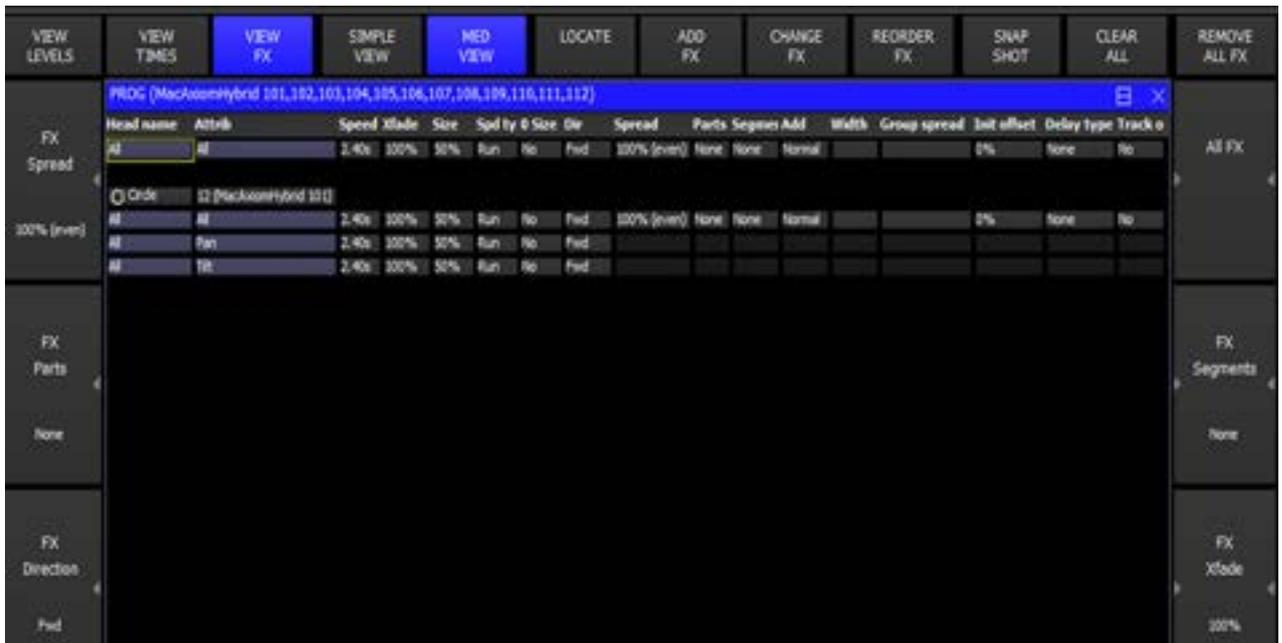 VIEW LEVELS
VIEW TIMES
VIEW FX
SIMPLE VIEW
MED VIEW
LOCATE
ADD FX
CHANGE FX
REORDER FX
SNAP SHOT
CLEAR ALL
REMOVE ALL FX
PROG (MacAxiomHybrid 101,102,103,104,105,106,107,108,109,110,111,112)
Head name Attrib Speed Xfade Size Spd ty 0 Size Dir Spread Parts Segmen Add Width Group spread Init offset Delay type Track o
All All 2.40s 100% 50% Run No Fwd 100% (even) None None Normal 0% None No
Circle 12 (MacAxiomHybrid 101)
All All 2.40s 100% 50% Run No Fwd 100% (even) None None Normal 0% None No
All Pan 2.40s 100% 50% Run No Fwd
All Tilt 2.40s 100% 50% Run No Fwd
FX
Spread
100% (even)
FX
Parts
None
FX
Direction
Fwd
All FX
FX
Segments
None
FX
Xfade
100%